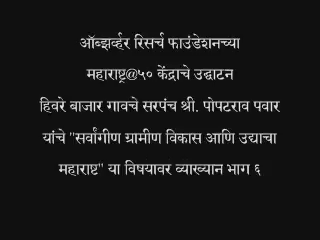 ऑब्झर्व्हर रिसर्च फाउंडेशनच्या
महाराष्ट्र@५० केंद्राचे उद्घाटन
हिवरे बाजार गावचे सरपंच श्री. पोपटराव पवार
यांचे "सर्वांगीण ग्रामीण विकास आणि उद्याचा
महाराष्ट" या विषयावर व्याख्यान भाग ६